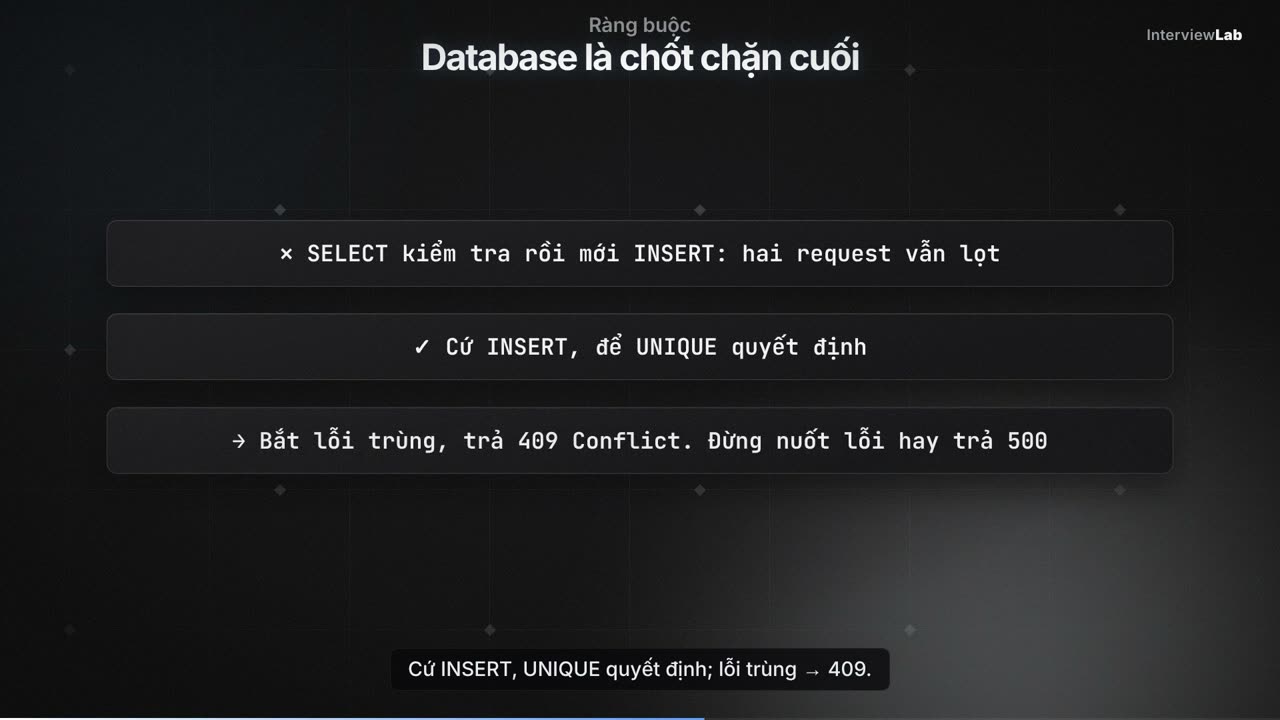 Ràng buộc
Database là chốt chặn cuối
InterviewLab
× SELECT kiểm tra rồi mới INSERT: hai request vẫn lọt
✓ Cứ INSERT, để UNIQUE quyết định
→ Bắt lỗi trùng, trả 409 Conflict. Đừng nuốt lỗi hay trả 500
Cứ INSERT, UNIQUE quyết định; lỗi trùng → 409.